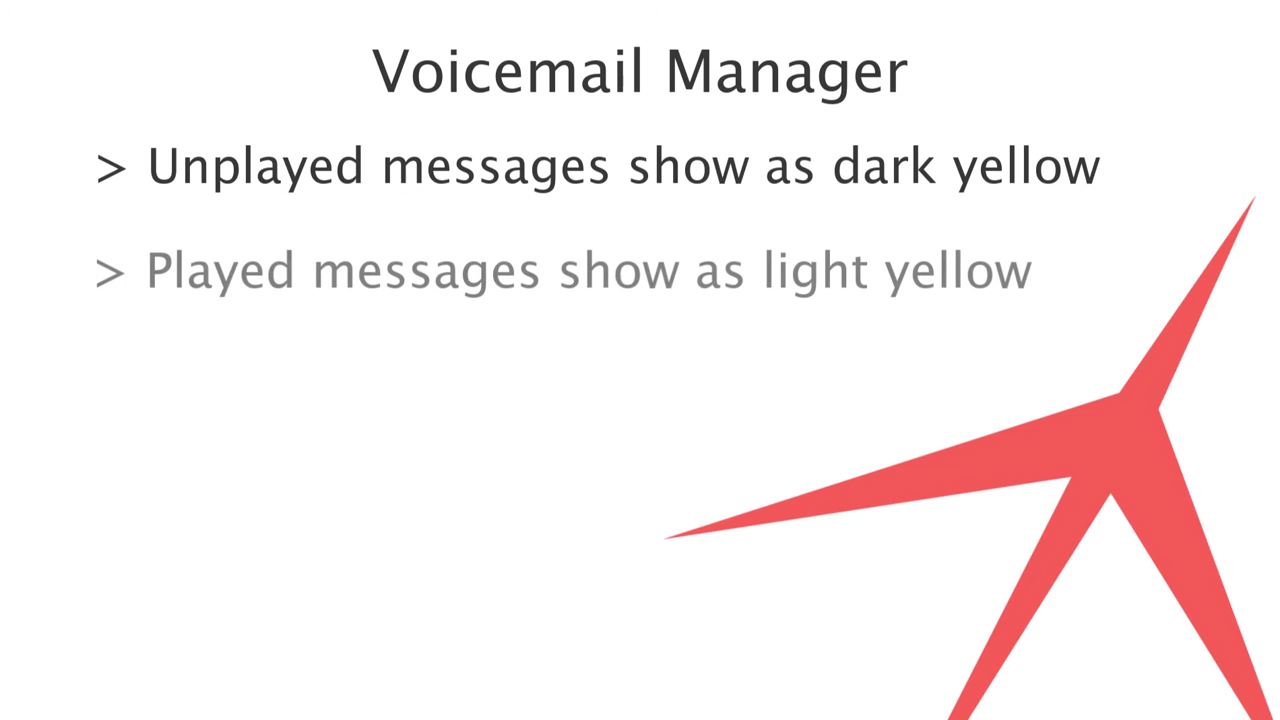 Voicemail Manager
> Unplayed messages show as dark yellow
> Played messages show as light yellow